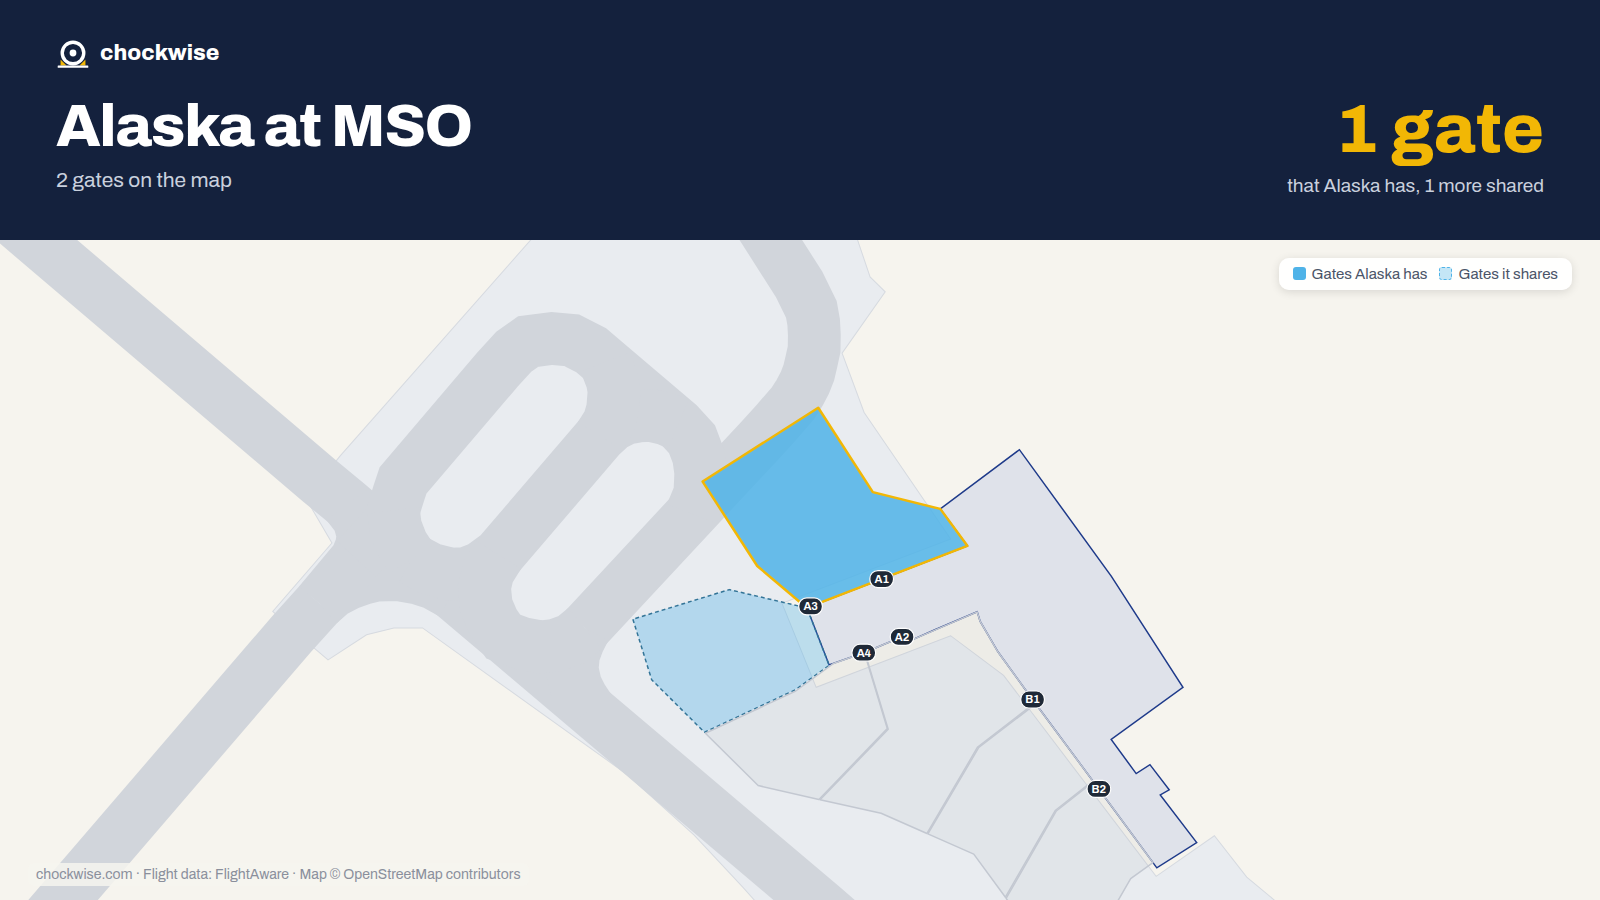 chockwise
Alaska at MSO
2 gates on the map
1 gate
that Alaska has, 1 more shared
Gates Alaska has
Gates it shares
A1
A3
A2
A4
B1
B2
chockwise.com · Flight data: FlightAware · Map © OpenStreetMap contributors